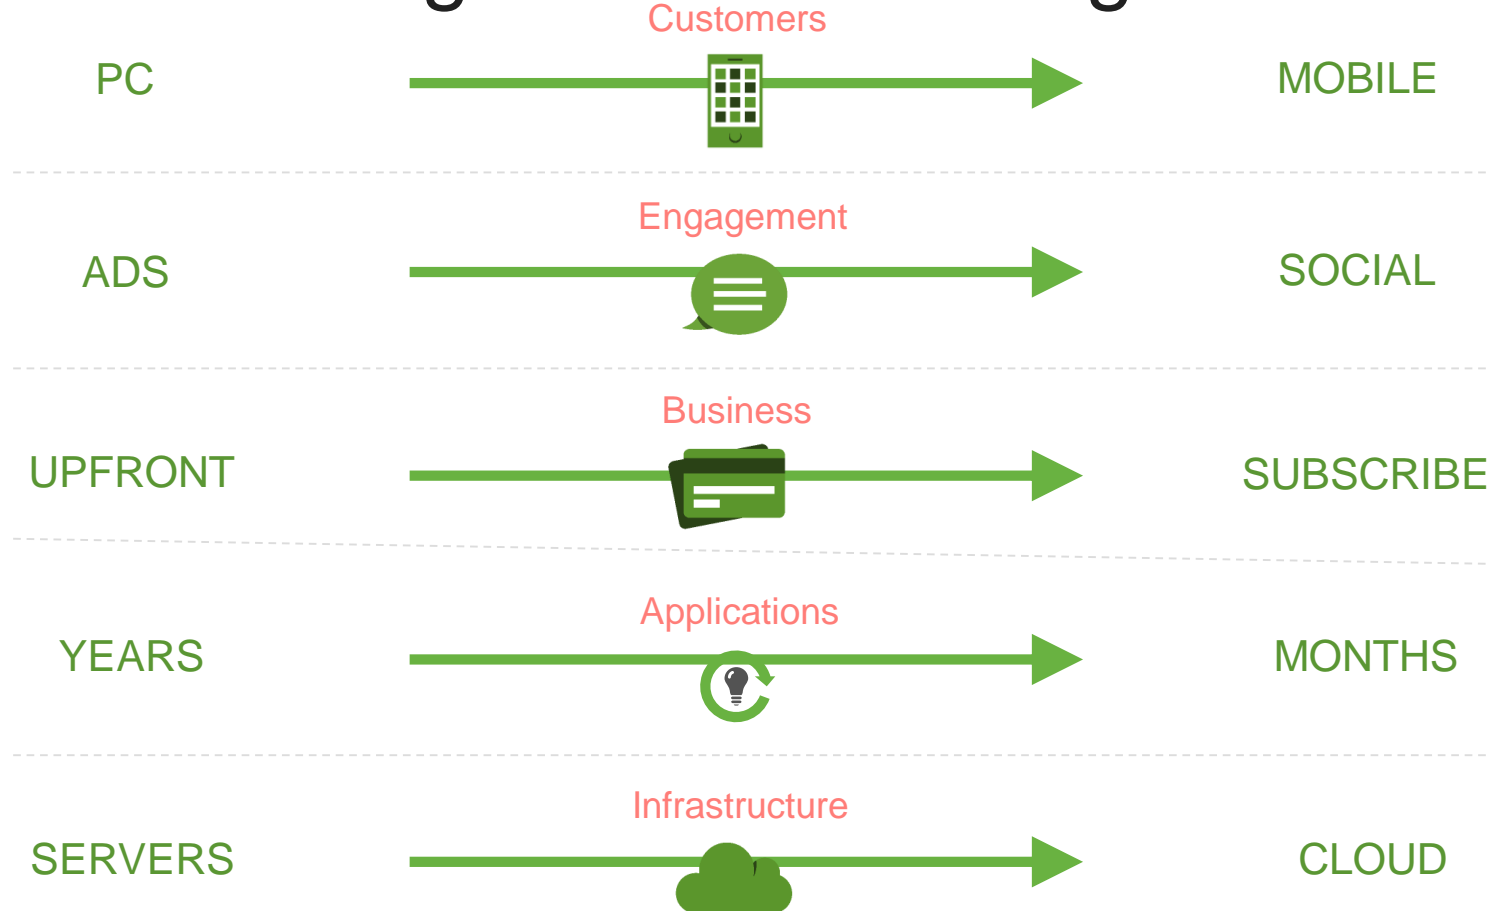 Customers
PC MOBILE
Engagement
ADS SOCIAL
Business
UPFRONT SUBSCRIBE
Applications
YEARS MONTHS
Infrastructure
SERVERS CLOUD